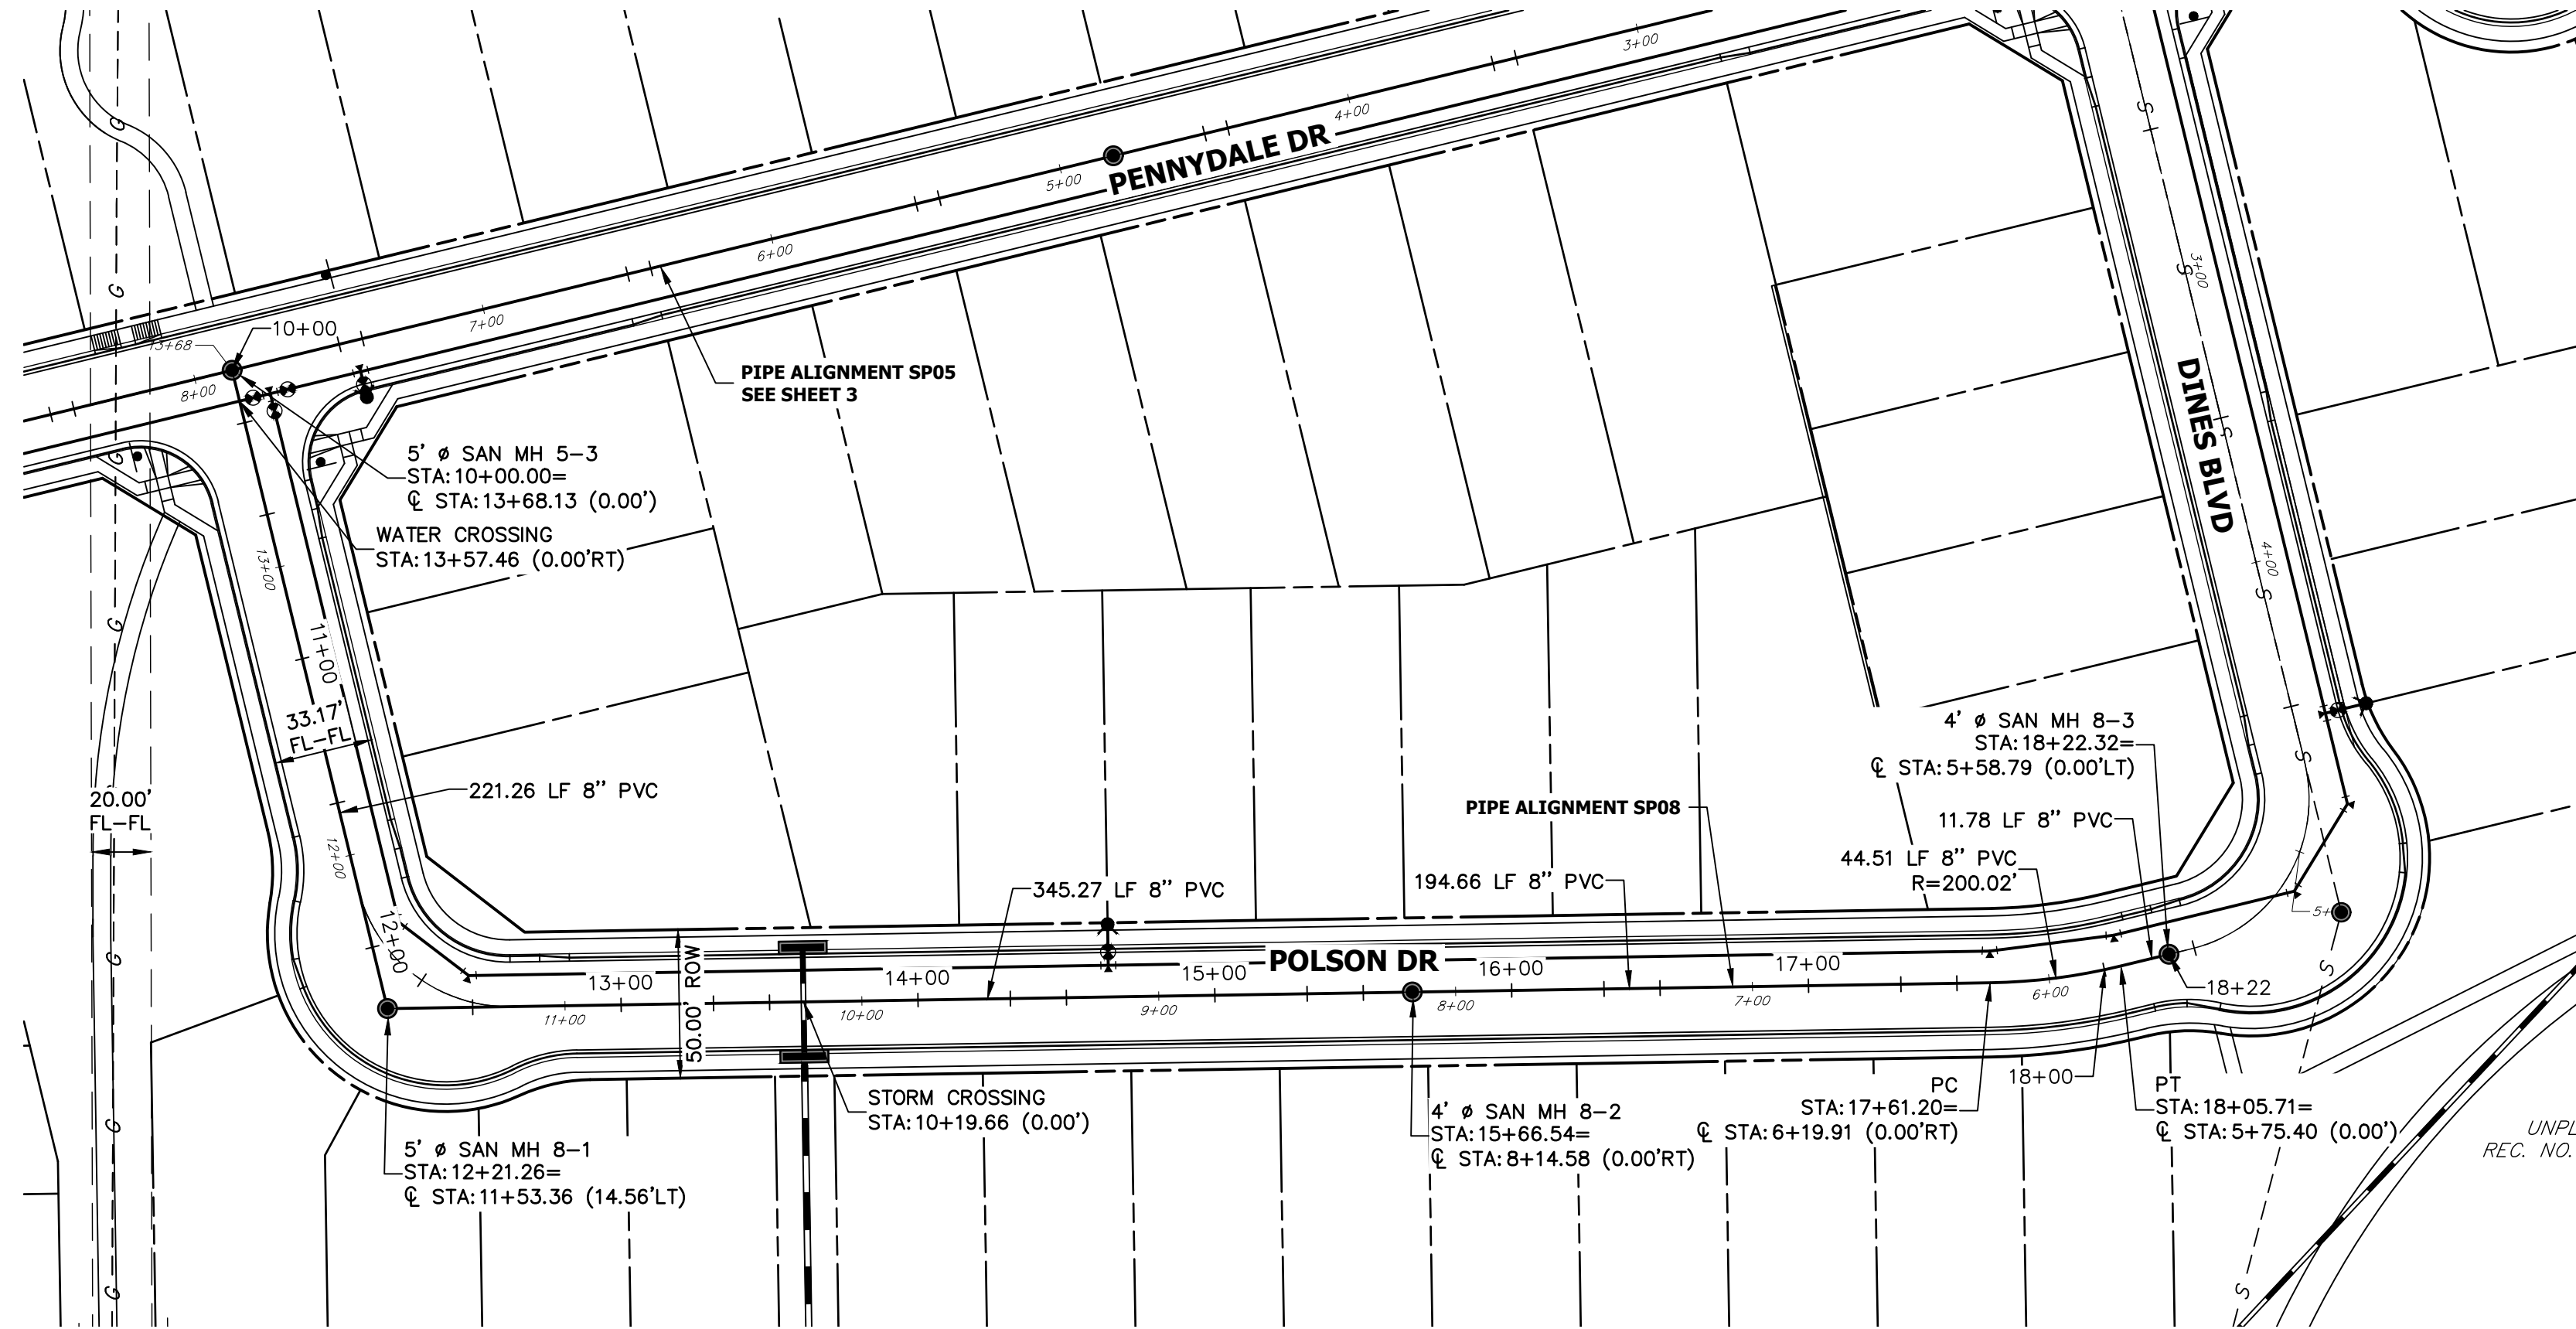 3+00
4+00
PENNYDALE DR
5+00
6+00
7+00
8+00
10+00
13+68
PIPE ALIGNMENT SP05
SEE SHEET 3
5' ø SAN MH 5-3
STA:10+00.00=
℄ STA:13+68.13 (0.00')
WATER CROSSING
STA:13+57.46 (0.00'RT)
13+00
11+00
33.17'
FL-FL
20.00'
FL-FL
221.26 LF 8" PVC
12+00
12+00
G
G
G
G
G
G
G
S
S
S
S
S
S
S
3+00
DINES BLVD
4+00
4' ø SAN MH 8-3
STA:18+22.32=
℄ STA:5+58.79 (0.00'LT)
PIPE ALIGNMENT SP08
11.78 LF 8" PVC
44.51 LF 8" PVC
R=200.02'
194.66 LF 8" PVC
345.27 LF 8" PVC
5+
50.00' ROW
POLSON DR
13+00
14+00
15+00
16+00
17+00
11+00
10+00
9+00
8+00
7+00
6+00
18+22
18+00
STORM CROSSING
STA:10+19.66 (0.00')
5' ø SAN MH 8-1
STA:12+21.26=
℄ STA:11+53.36 (14.56'LT)
4' ø SAN MH 8-2
STA:15+66.54=
℄ STA:8+14.58 (0.00'RT)
PC
STA:17+61.20=
℄ STA:6+19.91 (0.00'RT)
PT
STA:18+05.71=
℄ STA:5+75.40 (0.00')
UNPL
REC. NO.
S